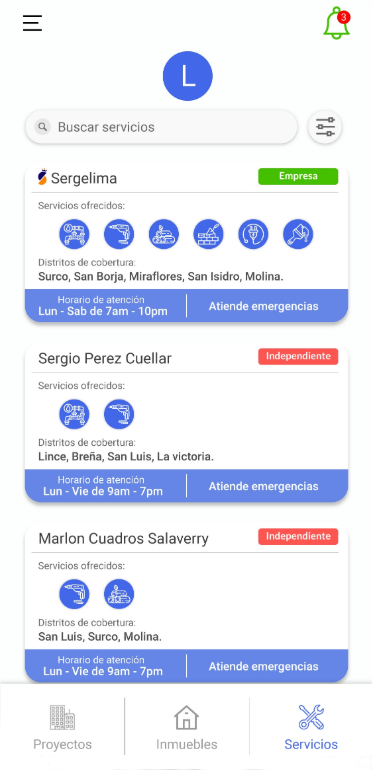 3
L
Buscar servicios
Sergelima
Empresa
Servicios ofrecidos:
Distritos de cobertura:
Surco, San Borja, Miraflores, San Isidro, Molina.
Horario de atención
Lun - Sab de 7am - 10pm
Atiende emergencias
Sergio Perez Cuellar
Independiente
Servicios ofrecidos:
Distritos de cobertura:
Lince, Breña, San Luis, La victoria.
Horario de atención
Lun - Vie de 9am - 7pm
Atiende emergencias
Marlon Cuadros Salaverry
Independiente
Servicios ofrecidos:
Distritos de cobertura:
San Luis, Surco, Molina.
Horario de atención
Lun - Vie de 9am - 7pm
Atiende emergencias
Proyectos
Inmuebles
Servicios